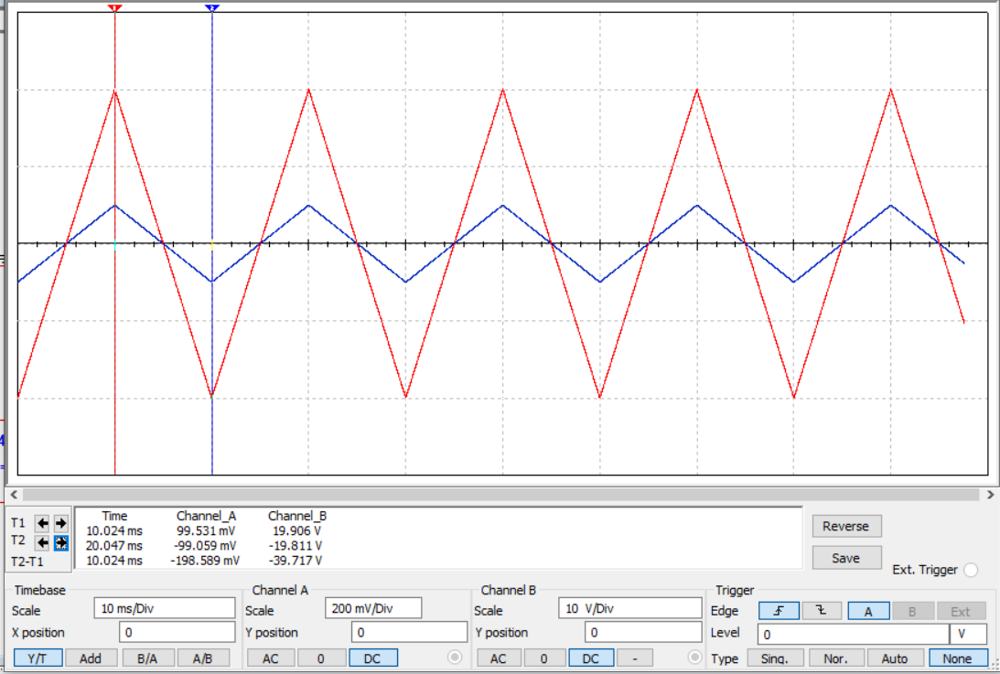 1 2
< >
Time Channel_A Channel_B
T1 10.024 ms 99.531 mV 19.906 V
T2 20.047 ms -99.059 mV -19.811 V
T2-T1 10.024 ms -198.589 mV -39.717 V
Reverse
Save
Ext. Trigger
Timebase Channel A Channel B Trigger
Scale 10 ms/Div Scale 200 mV/Div Scale 10 V/Div Edge A B Ext
X position 0 Y position 0 Y position 0 Level 0 V
Y/T Add B/A A/B AC 0 DC AC 0 DC - Type Sing. Nor. Auto None